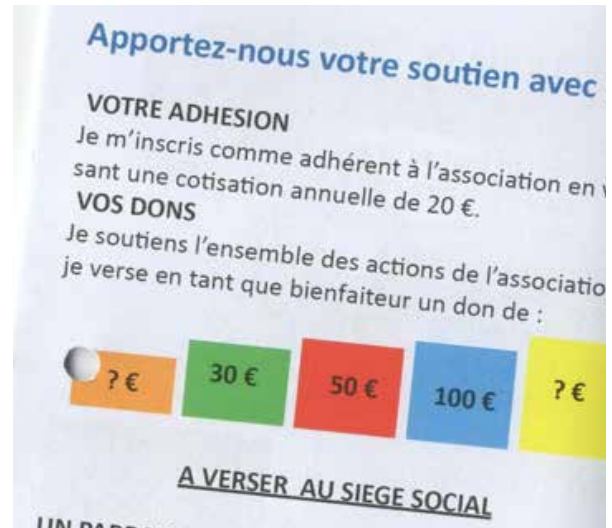 Apportez-nous votre soutien avec
VOTRE ADHESION
Je m'inscris comme adhérent à l'association en
sant une cotisation annuelle de 20 €.
VOS DONS
Je soutiens l'ensemble des actions de l'associatio
je verse en tant que bienfaiteur un don de :
? € 30 € 50 € 100 € ? €
A VERSER AU SIEGE SOCIAL
UN